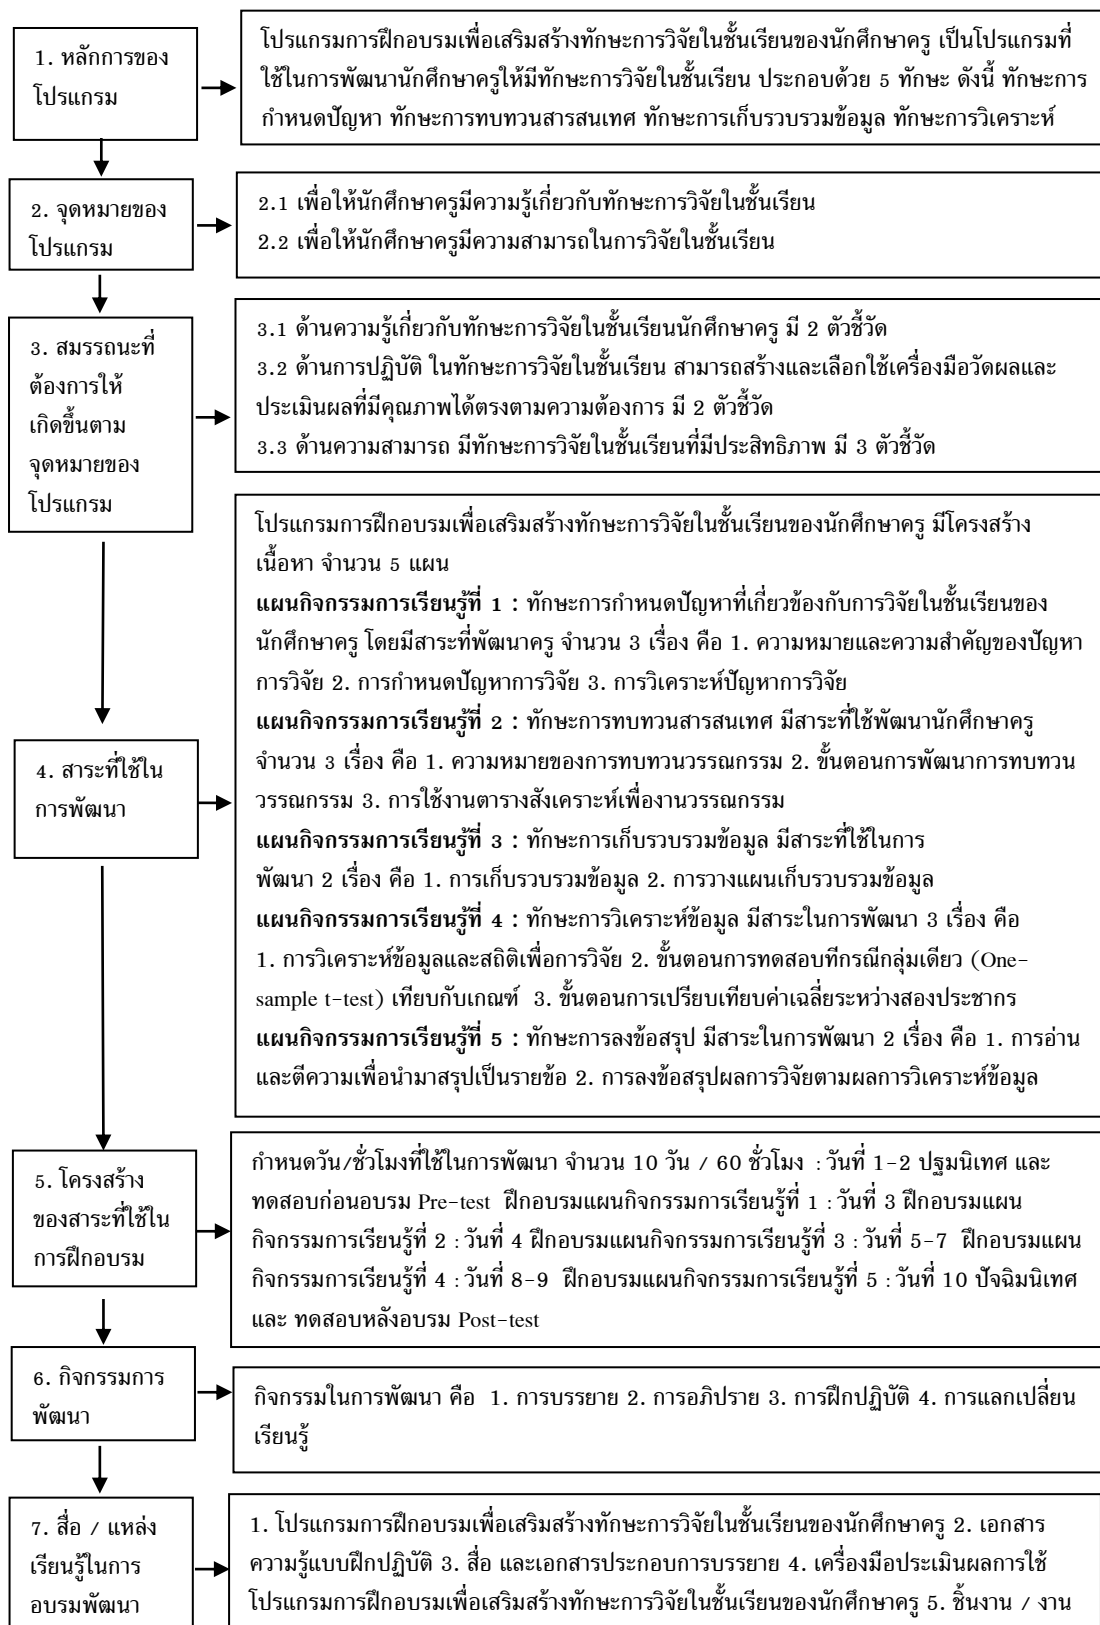 1. หลักการของ
โปรแกรม
โปรแกรมการฝึกอบรมเพื่อเสริมสร้างทักษะการวิจัยในชั้นเรียนของนักศึกษาครู เป็นโปรแกรมที่
ใช้ในการพัฒนานักศึกษาครูให้มีทักษะการวิจัยในชั้นเรียน ประกอบด้วย 5 ทักษะ ดังนี้ ทักษะการ
กำหนดปัญหา ทักษะการทบทวนสารสนเทศ ทักษะการเก็บรวบรวมข้อมูล ทักษะการวิเคราะห์
2. จุดหมายของ
โปรแกรม
2.1 เพื่อให้นักศึกษาครูมีความรู้เกี่ยวกับทักษะการวิจัยในชั้นเรียน
2.2 เพื่อให้นักศึกษาครูมีความสามารถในการวิจัยในชั้นเรียน
3. สมรรถนะที่
ต้องการให้
เกิดขึ้นตาม
จุดหมายของ
โปรแกรม
3.1 ด้านความรู้เกี่ยวกับทักษะการวิจัยในชั้นเรียนนักศึกษาครู มี 2 ตัวชี้วัด
3.2 ด้านการปฏิบัติ ในทักษะการวิจัยในชั้นเรียน สามารถสร้างและเลือกใช้เครื่องมือวัดผลและ
ประเมินผลที่มีคุณภาพได้ตรงตามความต้องการ มี 2 ตัวชี้วัด
3.3 ด้านความสามารถ มีทักษะการวิจัยในชั้นเรียนที่มีประสิทธิภาพ มี 3 ตัวชี้วัด
4. สาระที่ใช้ใน
การพัฒนา
โปรแกรมการฝึกอบรมเพื่อเสริมสร้างทักษะการวิจัยในชั้นเรียนของนักศึกษาครู มีโครงสร้าง
เนื้อหา จำนวน 5 แผน
แผนกิจกรรมการเรียนรู้ที่ 1 : ทักษะการกำหนดปัญหาที่เกี่ยวข้องกับการวิจัยในชั้นเรียนของ
นักศึกษาครู โดยมีสาระที่พัฒนาครู จำนวน 3 เรื่อง คือ 1. ความหมายและความสำคัญของปัญหา
การวิจัย 2. การกำหนดปัญหาการวิจัย 3. การวิเคราะห์ปัญหาการวิจัย
แผนกิจกรรมการเรียนรู้ที่ 2 : ทักษะการทบทวนสารสนเทศ มีสาระที่ใช้พัฒนานักศึกษาครู
จำนวน 3 เรื่อง คือ 1. ความหมายของการทบทวนวรรณกรรม 2. ขั้นตอนการพัฒนาการทบทวน
วรรณกรรม 3. การใช้งานตารางสังเคราะห์เพื่องานวรรณกรรม
แผนกิจกรรมการเรียนรู้ที่ 3 : ทักษะการเก็บรวบรวมข้อมูล มีสาระที่ใช้ในการ
พัฒนา 2 เรื่อง คือ 1. การเก็บรวบรวมข้อมูล 2. การวางแผนเก็บรวบรวมข้อมูล
แผนกิจกรรมการเรียนรู้ที่ 4 : ทักษะการวิเคราะห์ข้อมูล มีสาระในการพัฒนา 3 เรื่อง คือ
1. การวิเคราะห์ข้อมูลและสถิติเพื่อการวิจัย 2. ขั้นตอนการทดสอบทีกรณีกลุ่มเดียว (One-
sample t-test) เทียบกับเกณฑ์ 3. ขั้นตอนการเปรียบเทียบค่าเฉลี่ยระหว่างสองประชากร
แผนกิจกรรมการเรียนรู้ที่ 5 : ทักษะการลงข้อสรุป มีสาระในการพัฒนา 2 เรื่อง คือ 1. การอ่าน
และตีความเพื่อนำมาสรุปเป็นรายข้อ 2. การลงข้อสรุปผลการวิจัยตามผลการวิเคราะห์ข้อมูล
5. โครงสร้าง
ของสาระที่ใช้ใน
การฝึกอบรม
กำหนดวัน/ชั่วโมงที่ใช้ในการพัฒนา จำนวน 10 วัน / 60 ชั่วโมง : วันที่ 1-2 ปฐมนิเทศ และ
ทดสอบก่อนอบรม Pre-test ฝึกอบรมแผนกิจกรรมการเรียนรู้ที่ 1 : วันที่ 3 ฝึกอบรมแผน
กิจกรรมการเรียนรู้ที่ 2 : วันที่ 4 ฝึกอบรมแผนกิจกรรมการเรียนรู้ที่ 3 : วันที่ 5-7 ฝึกอบรมแผน
กิจกรรมการเรียนรู้ที่ 4 : วันที่ 8-9 ฝึกอบรมแผนกิจกรรมการเรียนรู้ที่ 5 : วันที่ 10 ปัจฉิมนิเทศ
และ ทดสอบหลังอบรม Post-test
6. กิจกรรมการ
พัฒนา
กิจกรรมในการพัฒนา คือ 1. การบรรยาย 2. การอภิปราย 3. การฝึกปฏิบัติ 4. การแลกเปลี่ยน
เรียนรู้
7. สื่อ / แหล่ง
เรียนรู้ในการ
อบรมพัฒนา
1. โปรแกรมการฝึกอบรมเพื่อเสริมสร้างทักษะการวิจัยในชั้นเรียนของนักศึกษาครู 2. เอกสาร
ความรู้แบบฝึกปฏิบัติ 3. สื่อ และเอกสารประกอบการบรรยาย 4. เครื่องมือประเมินผลการใช้
โปรแกรมการฝึกอบรมเพื่อเสริมสร้างทักษะการวิจัยในชั้นเรียนของนักศึกษาครู 5. ชิ้นงาน / งาน